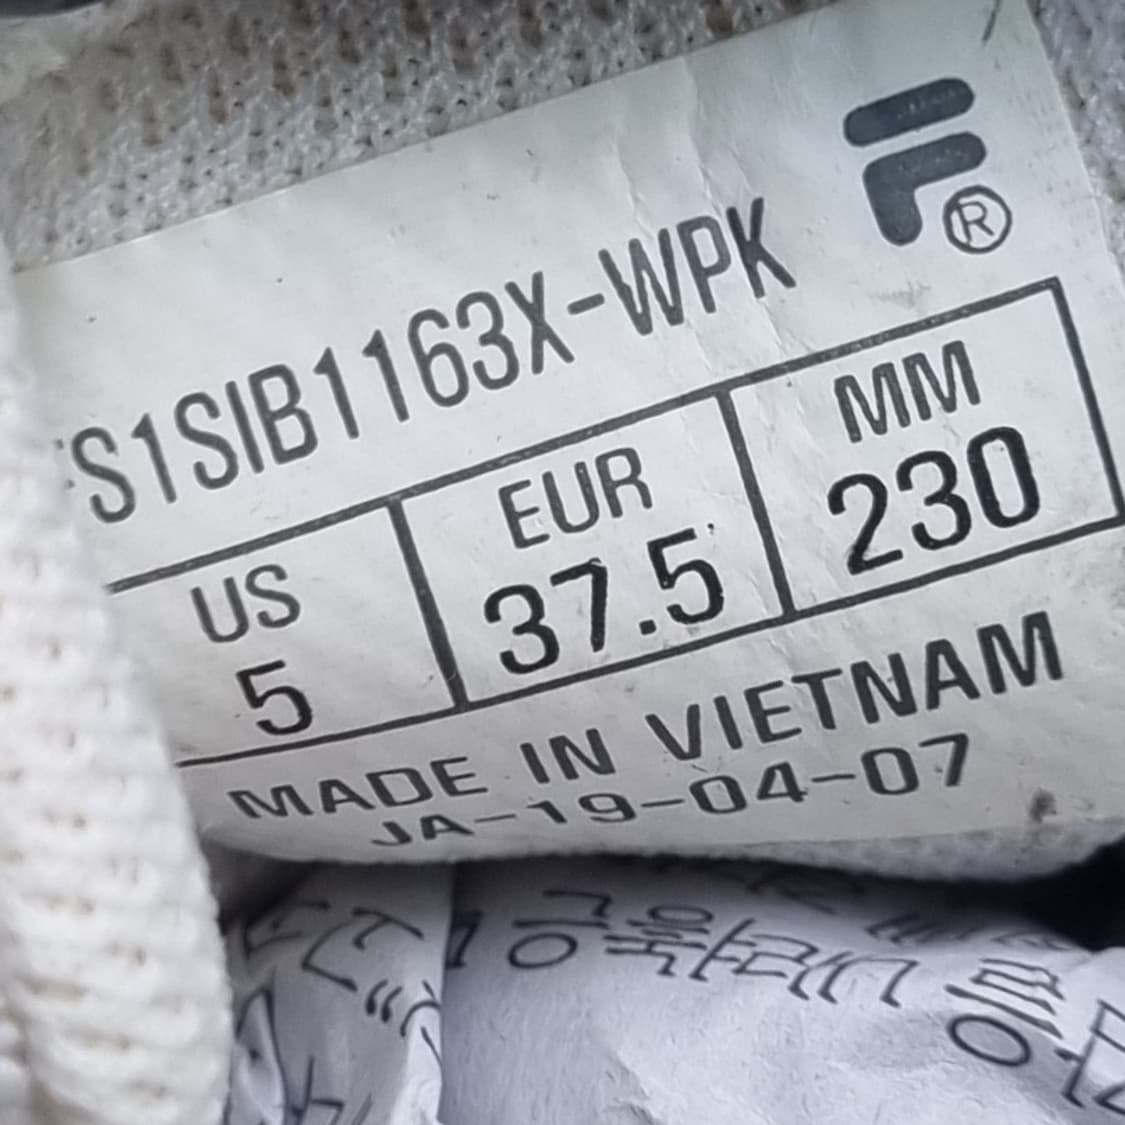 FS1SIB1163X-WPK
®
US EUR MM
5 37.5 230
MADE IN VIETNAM
JA-19-04-07